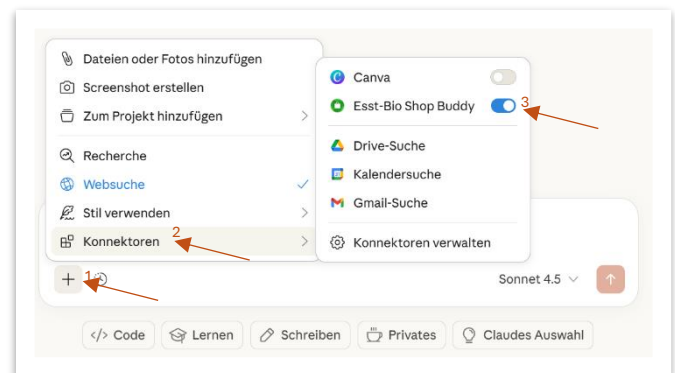 Dateien oder Fotos hinzufügen
Screenshot erstellen
Zum Projekt hinzufügen
Recherche
Websuche
Stil verwenden
Konnektoren 2
Canva
Esst-Bio Shop Buddy 3
Drive-Suche
Kalendersuche
Gmail-Suche
Konnektoren verwalten
1
Sonnet 4.5
</> Code
Lernen
Schreiben
Privates
Claudes Auswahl